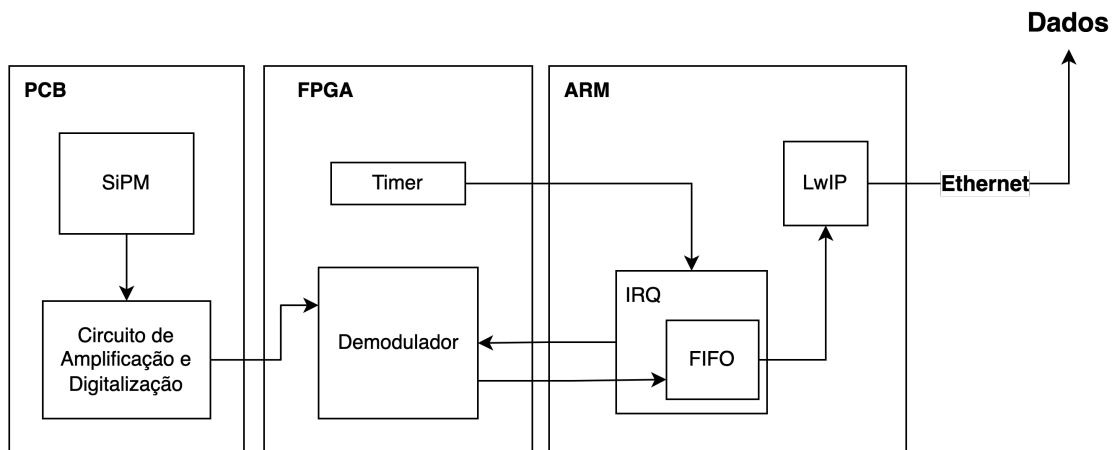 Dados
PCB
FPGA
ARM
SiPM
Timer
LwIP
Ethernet
IRQ
Circuito de
Amplificação e
Digitalização
Demodulador
FIFO